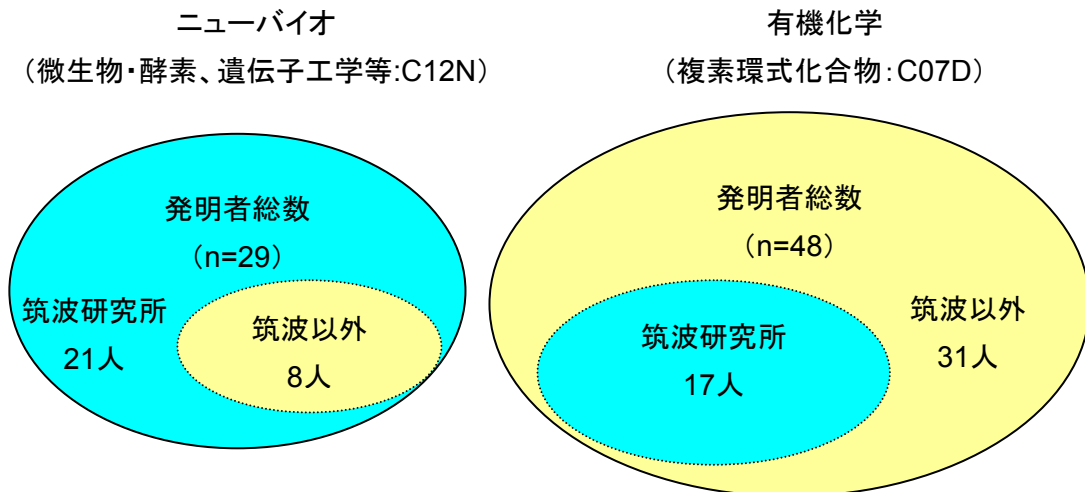 ニューバイオ
（微生物・酵素、遺伝子工学等:C12N）
発明者総数
（n=29）
筑波研究所
21人
筑波以外
8人
有機化学
（複素環式化合物：C07D）
発明者総数
（n=48）
筑波研究所
17人
筑波以外
31人